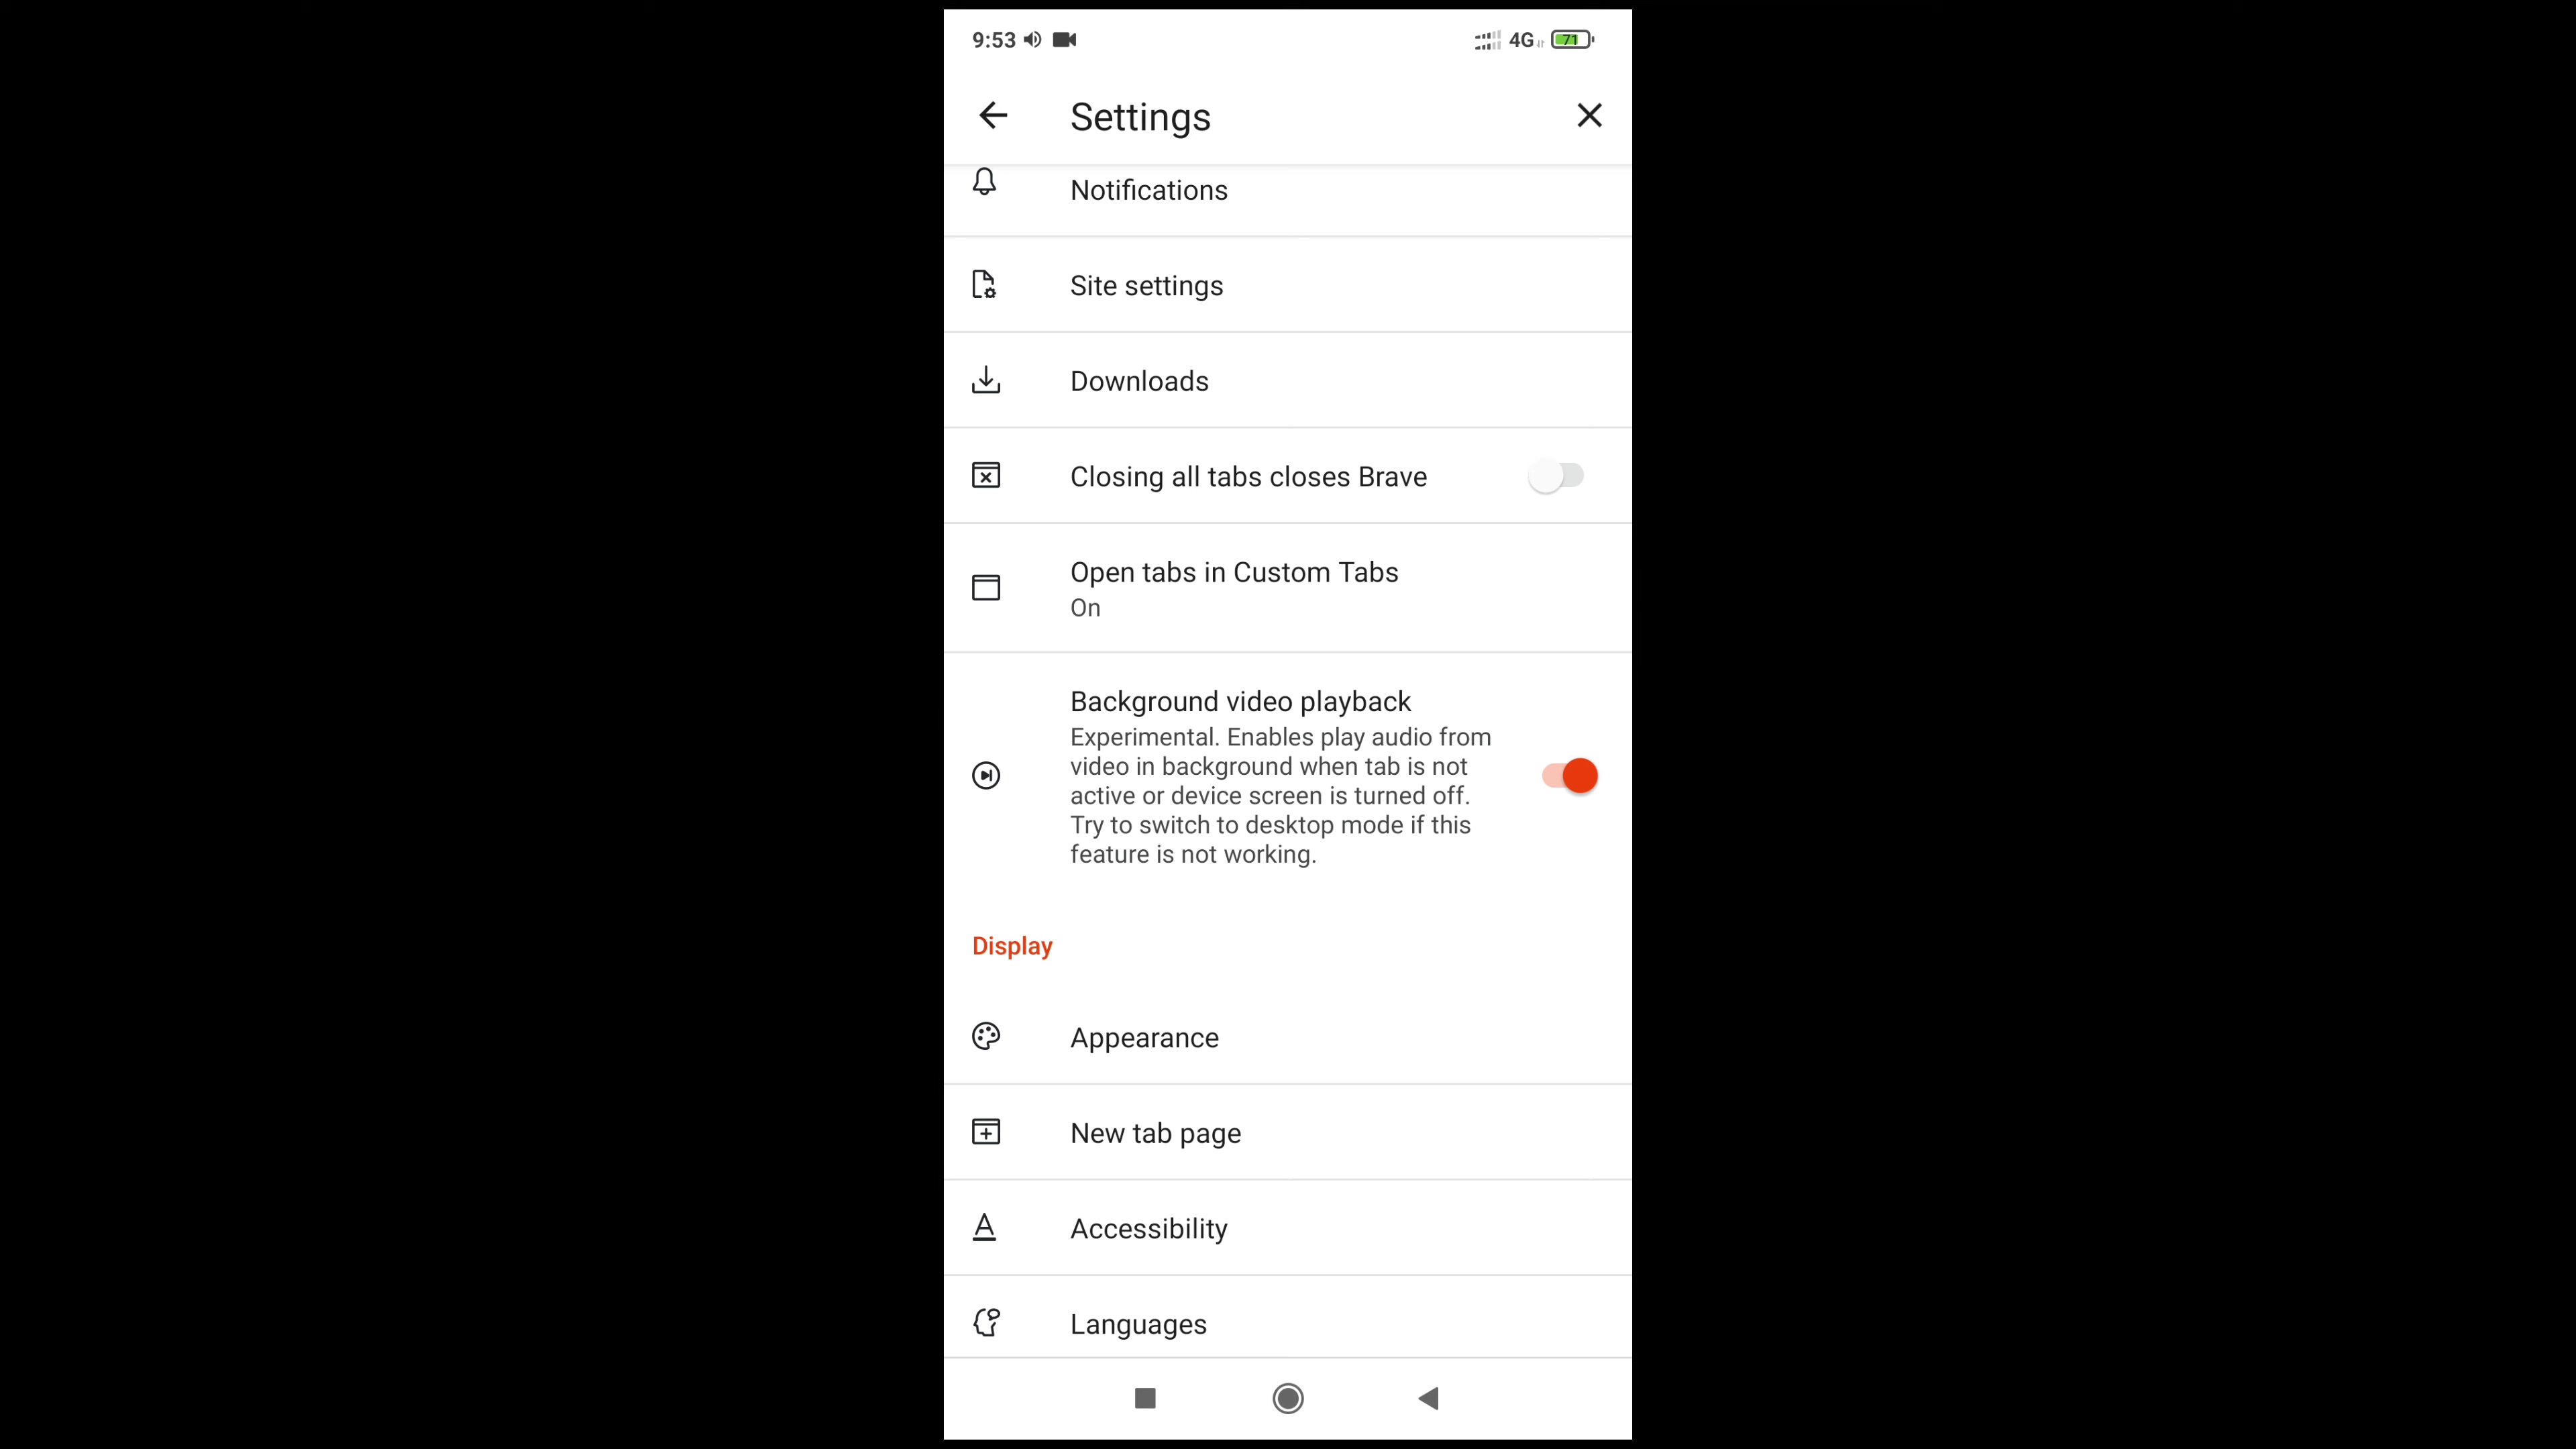 9:53 4G 71
Settings
Notifications
Site settings
Downloads
Closing all tabs closes Brave
Open tabs in Custom Tabs
On
Background video playback
Experimental. Enables play audio from
video in background when tab is not
active or device screen is turned off.
Try to switch to desktop mode if this
feature is not working.
Display
Appearance
New tab page
Accessibility
Languages